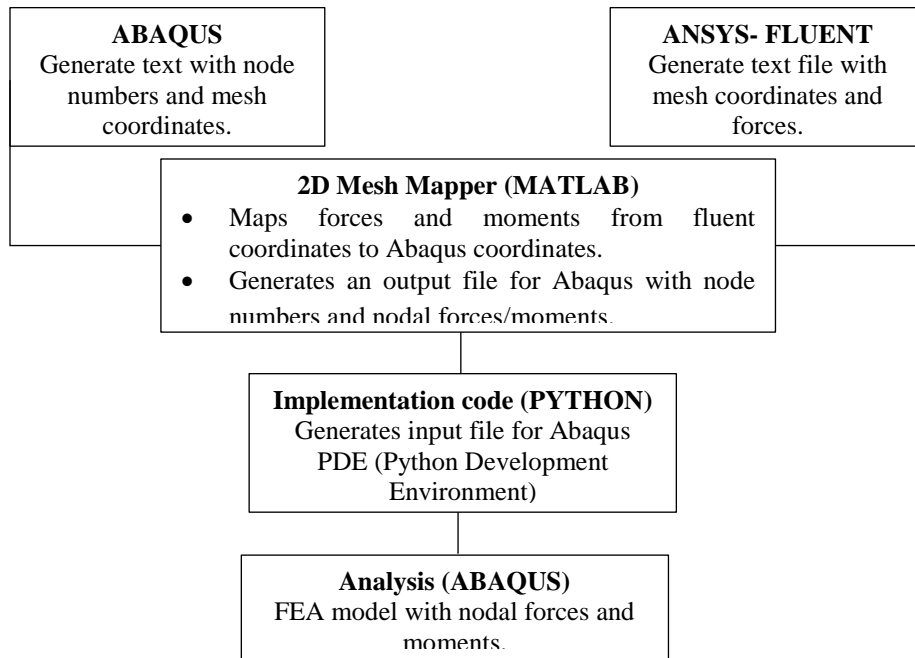 ABAQUS
Generate text with node
numbers and mesh
coordinates.
ANSYS- FLUENT
Generate text file with
mesh coordinates and
forces.
2D Mesh Mapper (MATLAB)
• Maps forces and moments from fluent
coordinates to Abaqus coordinates.
• Generates an output file for Abaqus with node
numbers and nodal forces/moments.
Implementation code (PYTHON)
Generates input file for Abaqus
PDE (Python Development
Environment)
Analysis (ABAQUS)
FEA model with nodal forces and
moments.